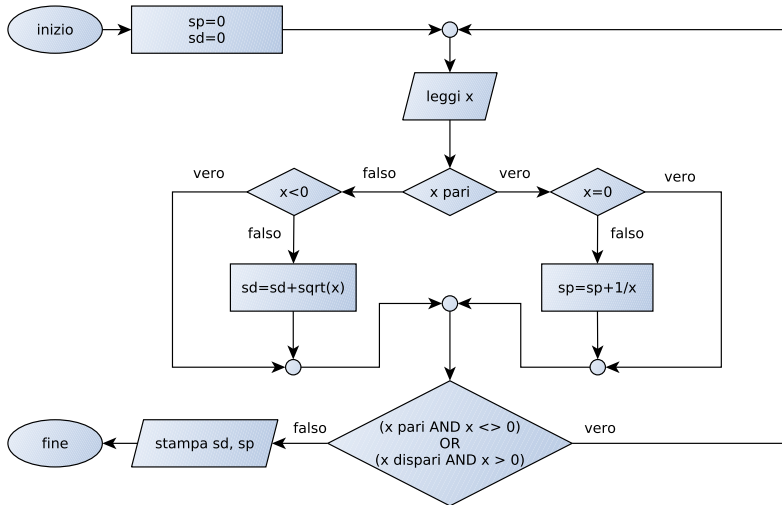 inizio
sp=0
sd=0
leggi x
vero
falso
vero
vero
x<0
x pari
x=0
falso
falso
sd=sd+sqrt(x)
sp=sp+1/x
(x pari AND x <> 0)
OR
(x dispari AND x > 0)
falso
vero
fine
stampa sd, sp